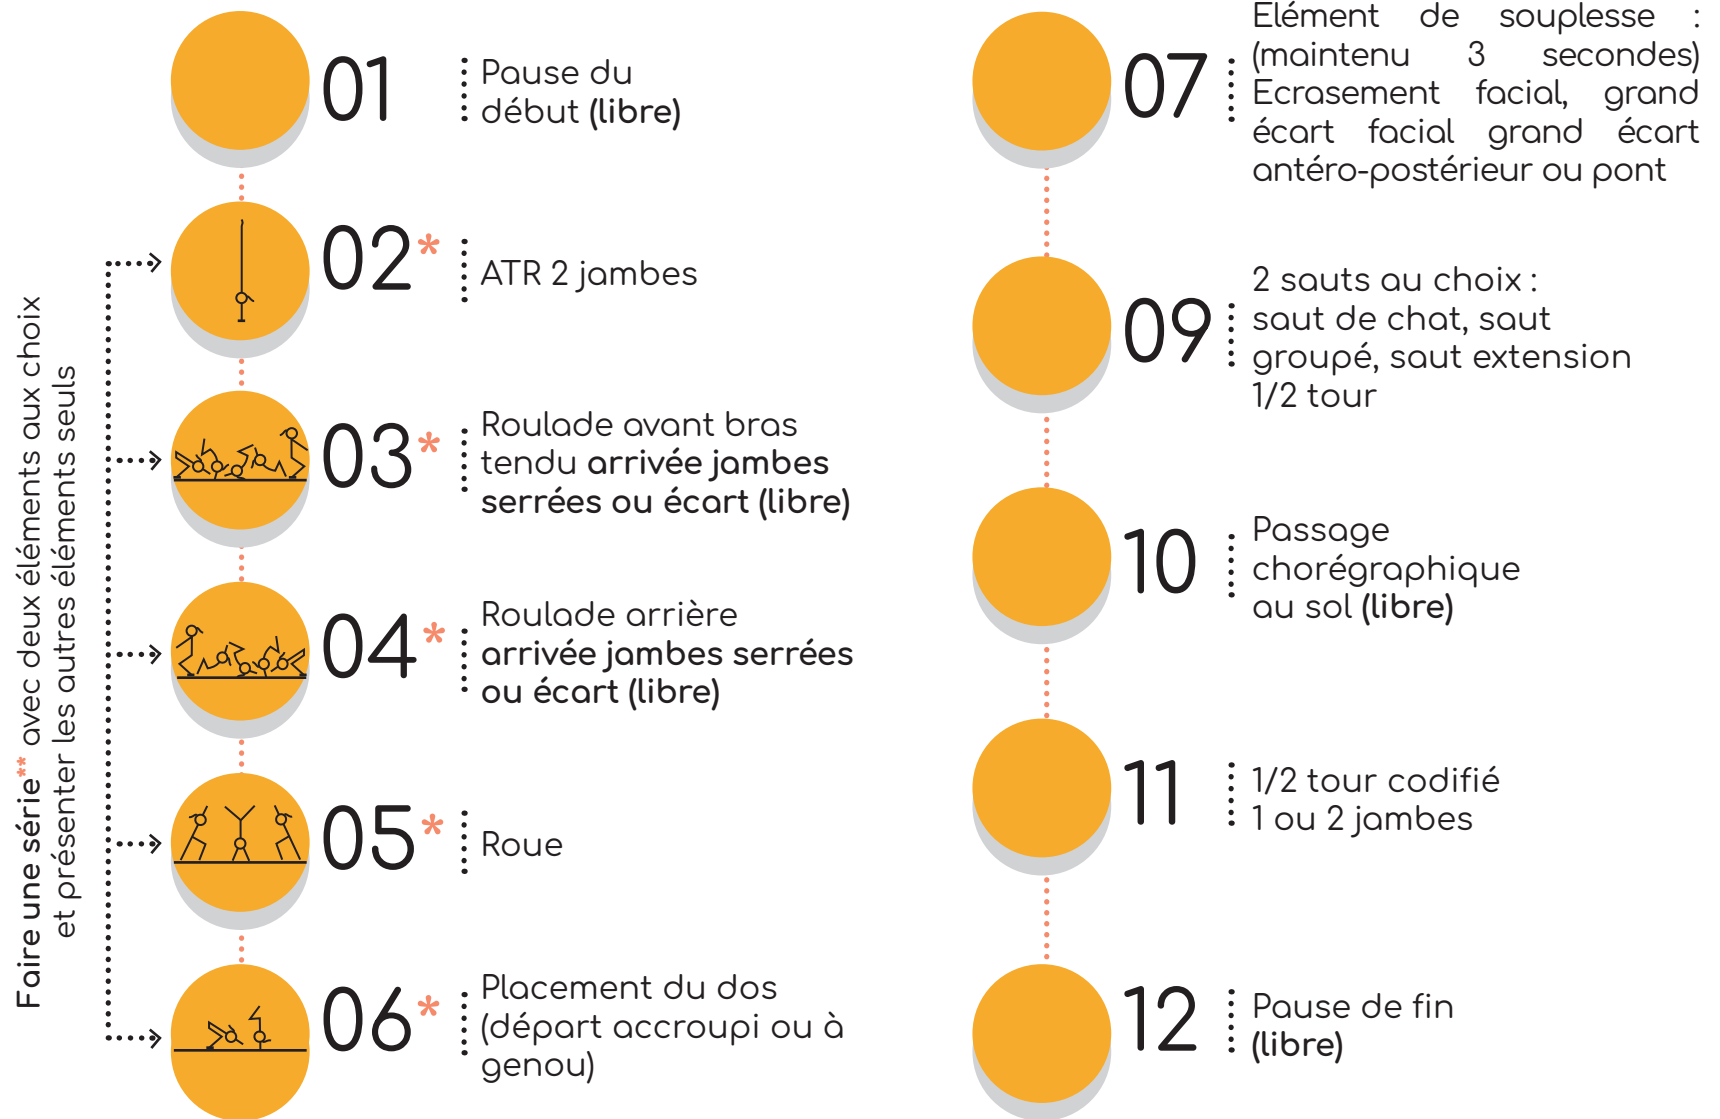 Faire une série** avec deux éléments aux choix
et présenter les autres éléments seuls
01
Pause du
début (libre)
02*
ATR 2 jambes
03*
Roulade avant bras
tendu arrivée jambes
serrées ou écart (libre)
04*
Roulade arrière
arrivée jambes serrées
ou écart (libre)
05*
Roue
06*
Placement du dos
(départ accroupi ou à
genou)
07
Elément de souplesse :
(maintenu 3 secondes)
Ecrasement facial, grand
écart facial grand écart
antéro-postérieur ou pont
09
2 sauts au choix :
saut de chat, saut
groupé, saut extension
1/2 tour
10
Passage
chorégraphique
au sol (libre)
11
1/2 tour codifié
1 ou 2 jambes
12
Pause de fin
(libre)